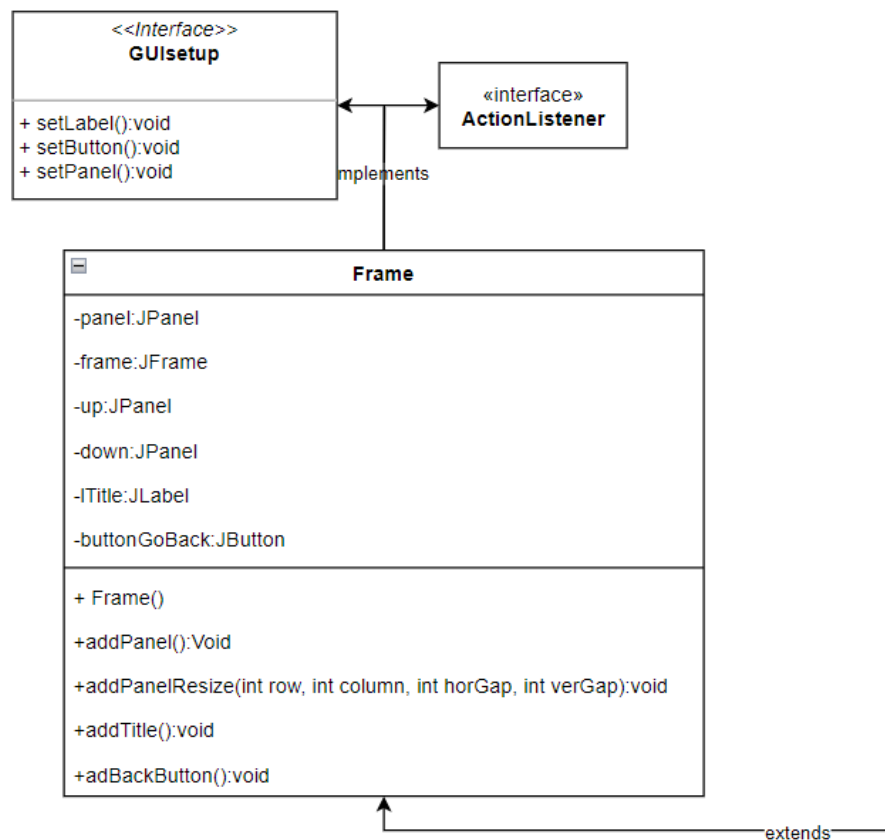 <<Interface>>
GUIsetup
+ setLabel():void
+ setButton():void
+ setPanel():void
«interface»
ActionListener
mplements
Frame
-panel:JPanel
-frame:JFrame
-up:JPanel
-down:JPanel
-lTitle:JLabel
-buttonGoBack:JButton
+ Frame()
+addPanel():Void
+addPanelResize(int row, int column, int horGap, int verGap):void
+addTitle():void
+adBackButton():void
extends